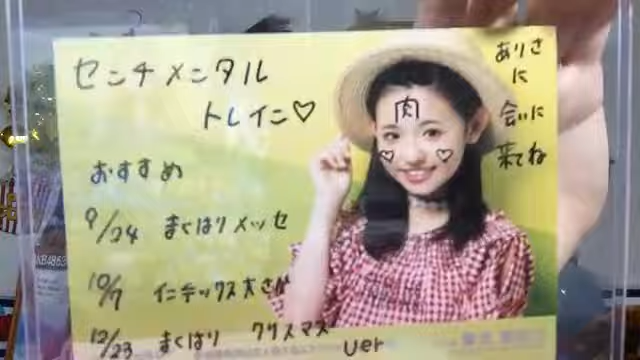 センチメンタル
トレイン♡
おすすめ
9/24 まくはりメッセ
10/7 インテックス大さか
12/23 まくはり クリスマス
ver
肉
ありさ
に
会いに
来てね